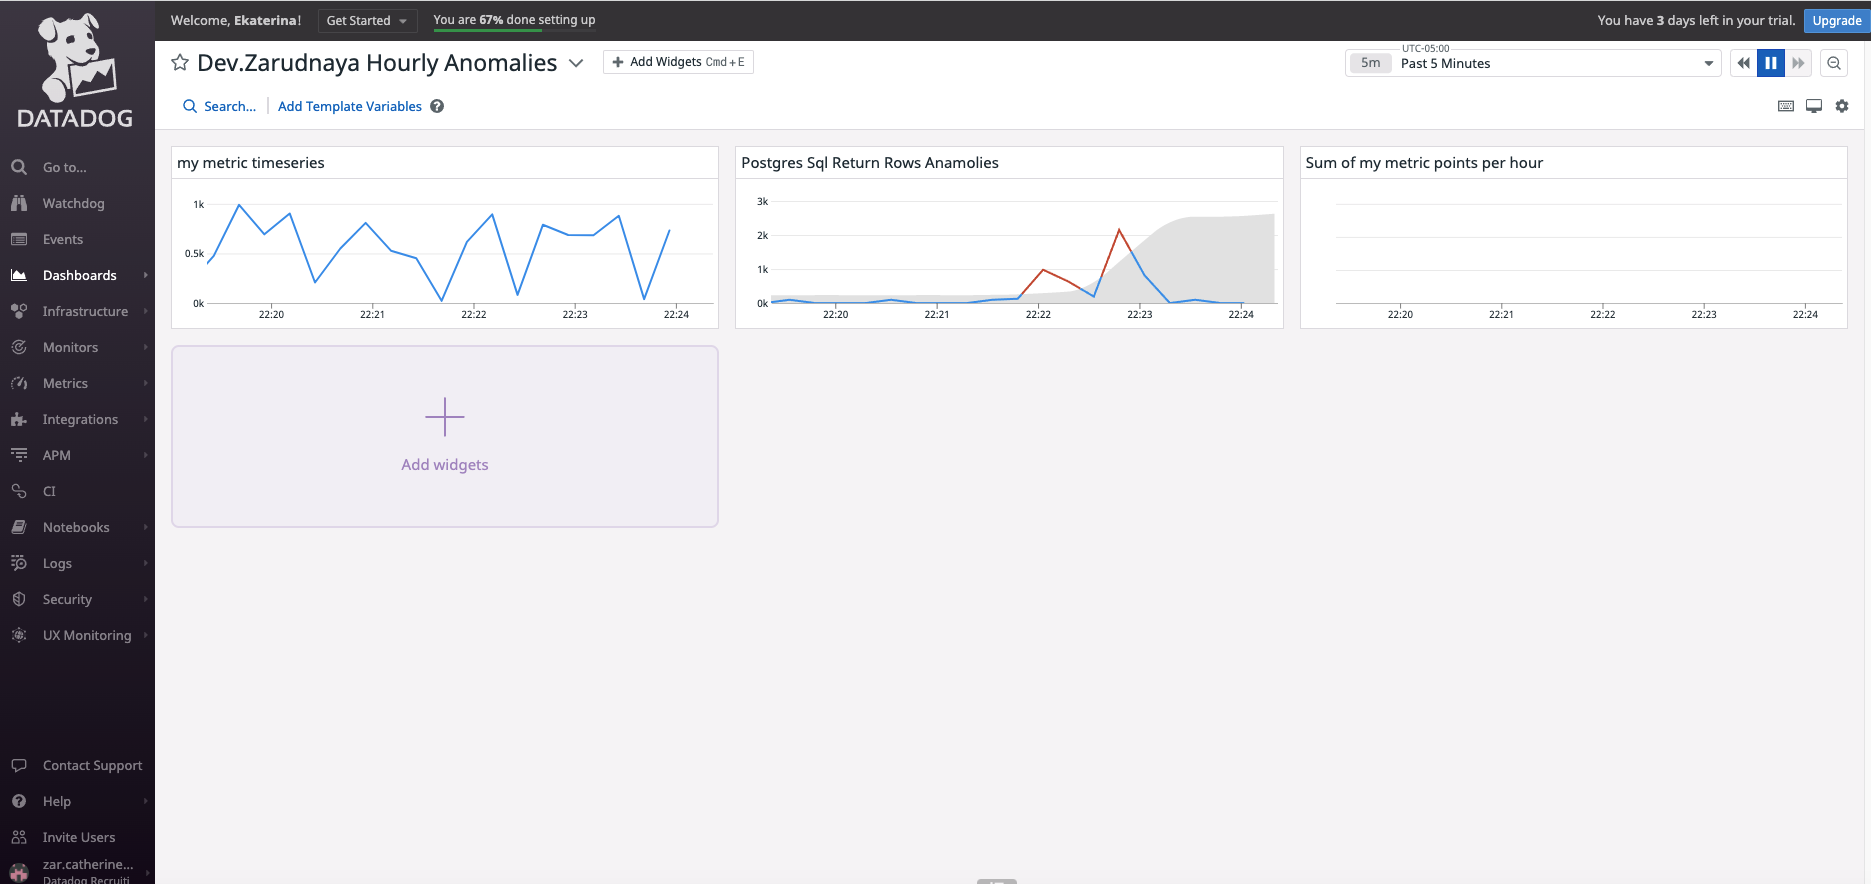 Welcome, Ekaterina!
Get Started
You are 67% done setting up
You have 3 days left in your trial.
Upgrade
DATADOG
Go to...
Watchdog
Events
Dashboards
Infrastructure
Monitors
Metrics
Integrations
APM
CI
Notebooks
Logs
Security
UX Monitoring
Contact Support
Help
Invite Users
zar.catherine...
Datadog Recruiti
Dev.Zarudnaya Hourly Anomalies
+ Add Widgets Cmd+E
UTC-05:00
5m Past 5 Minutes
Search...
Add Template Variables ?
my metric timeseries
1k
0.5k
0k
22:20 22:21 22:22 22:23 22:24
Postgres Sql Return Rows Anamolies
3k
2k
1k
0k
22:20 22:21 22:22 22:23 22:24
Sum of my metric points per hour
22:20 22:21 22:22 22:23 22:24
Add widgets